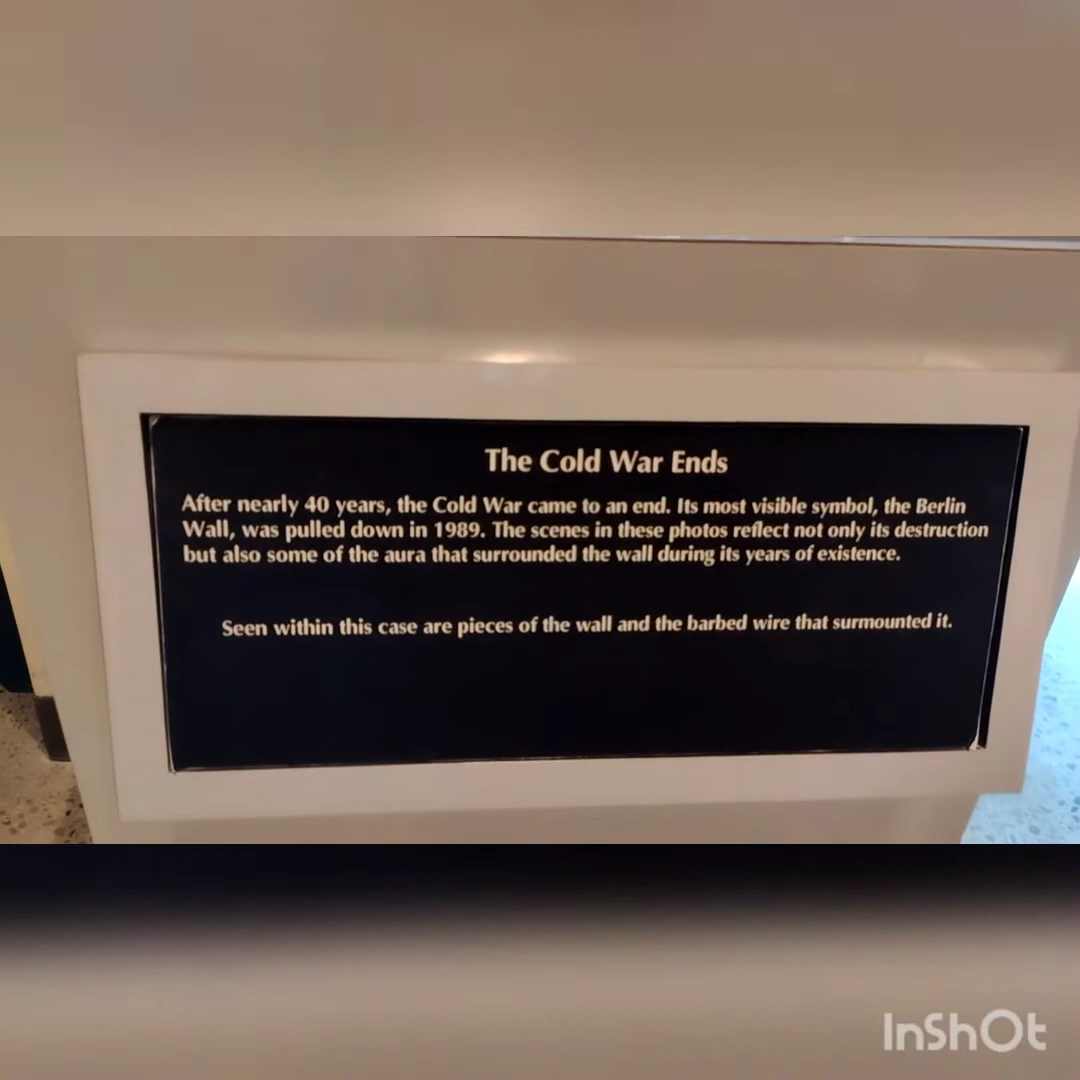 The Cold War Ends
After nearly 40 years, the Cold War came to an end. Its most visible symbol, the Berlin
Wall, was pulled down in 1989. The scenes in these photos reflect not only its destruction
but also some of the aura that surrounded the wall during its years of existence.
Seen within this case are pieces of the wall and the barbed wire that surmounted it.
InShOt